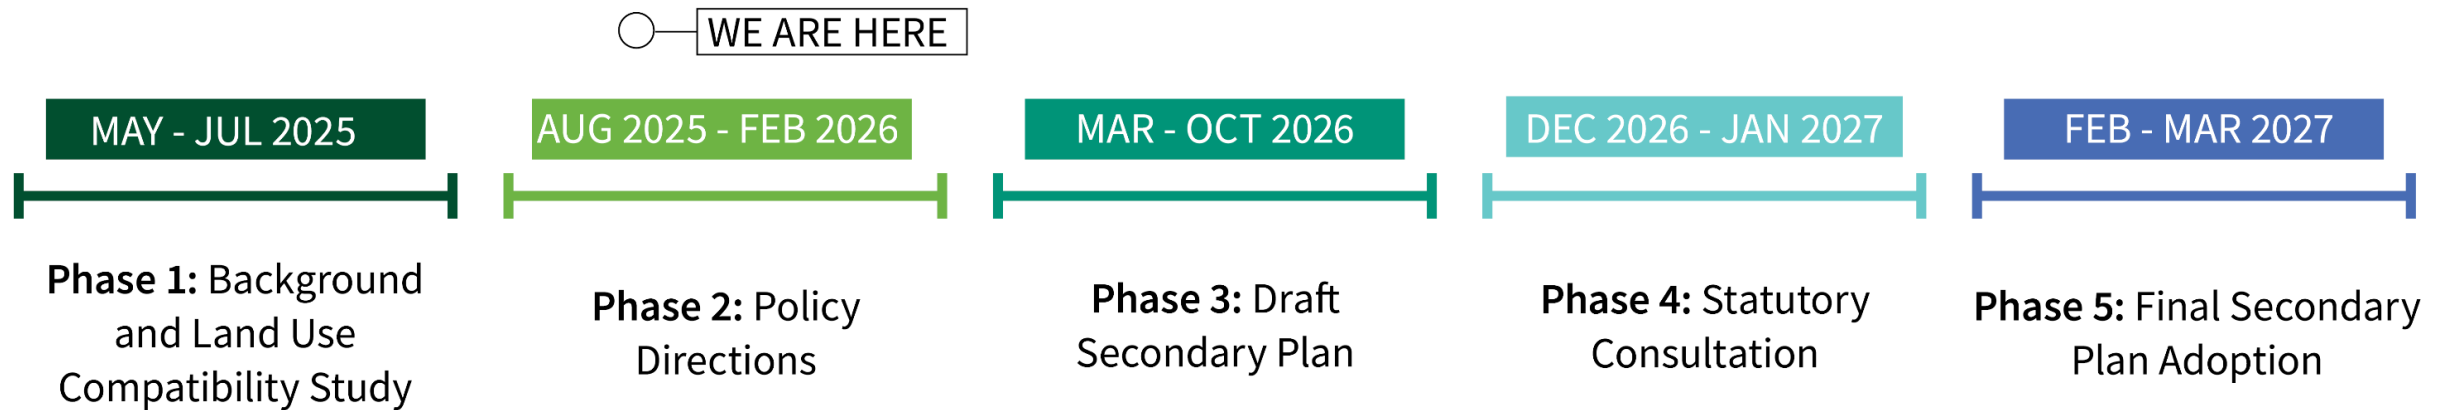 WE ARE HERE
MAY - JUL 2025
AUG 2025 - FEB 2026
MAR - OCT 2026
DEC 2026 - JAN 2027
FEB - MAR 2027
Phase 1: Background
and Land Use
Compatibility Study
Phase 2: Policy
Directions
Phase 3: Draft
Secondary Plan
Phase 4: Statutory
Consultation
Phase 5: Final Secondary
Plan Adoption